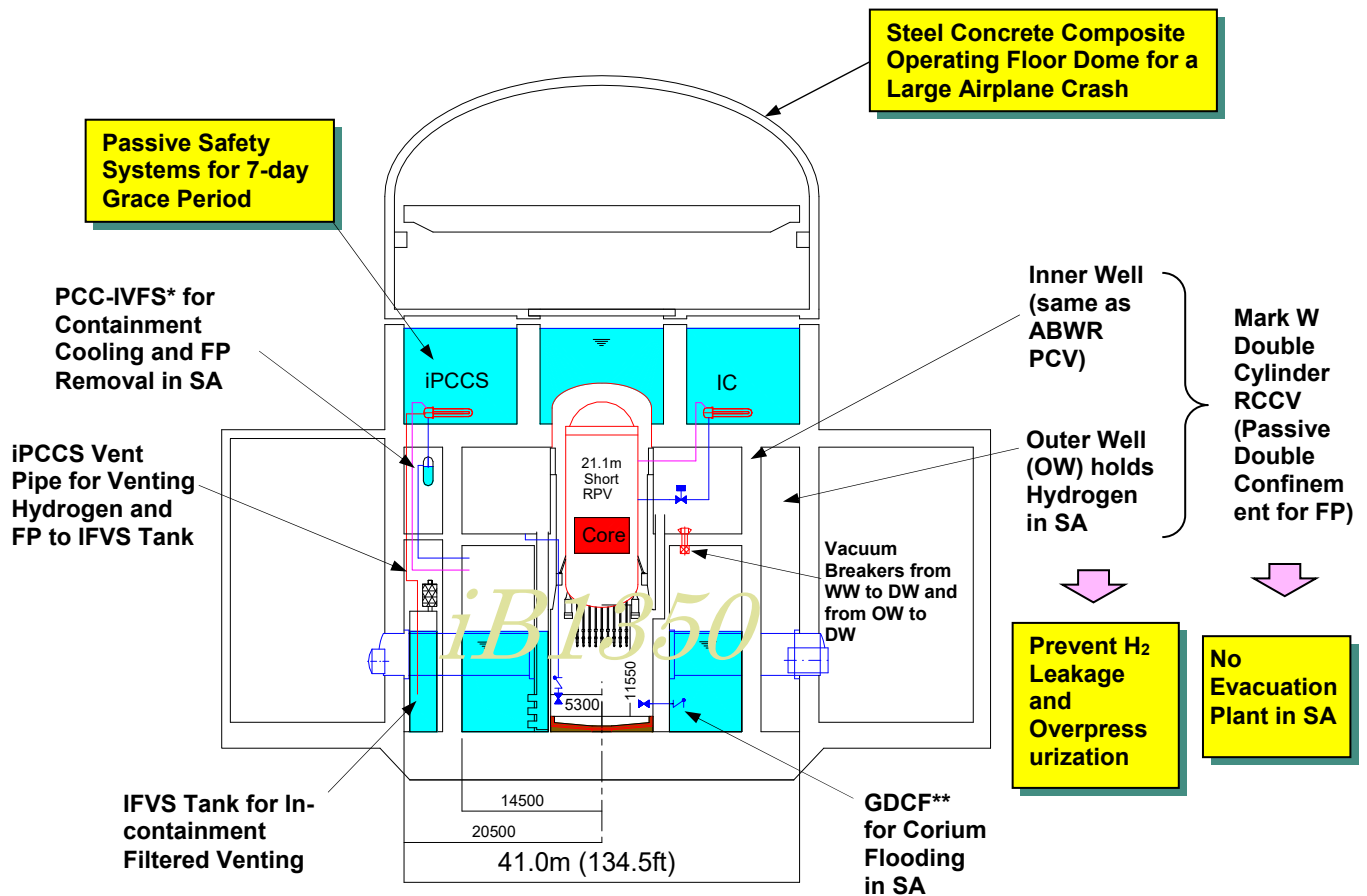 Steel Concrete Composite
Operating Floor Dome for a
Large Airplane Crash
Passive Safety
Systems for 7-day
Grace Period
PCC-IVFS* for
Containment
Cooling and FP
Removal in SA
iPCCS Vent
Pipe for Venting
Hydrogen and
FP to IFVS Tank
IFVS Tank for In-
containment
Filtered Venting
iPCCS
IC
21.1m
Short
RPV
Core
iB1350
5300
11550
14500
20500
41.0m (134.5ft)
Inner Well
(same as
ABWR
PCV)
Outer Well
(OW) holds
Hydrogen
in SA
Vacuum
Breakers from
WW to DW and
from OW to
DW
GDCF**
for Corium
Flooding
in SA
Mark W
Double
Cylinder
RCCV
(Passive
Double
Confinem
ent for FP)
Prevent H₂
Leakage
and
Overpress
urization
No
Evacuation
Plant in SA